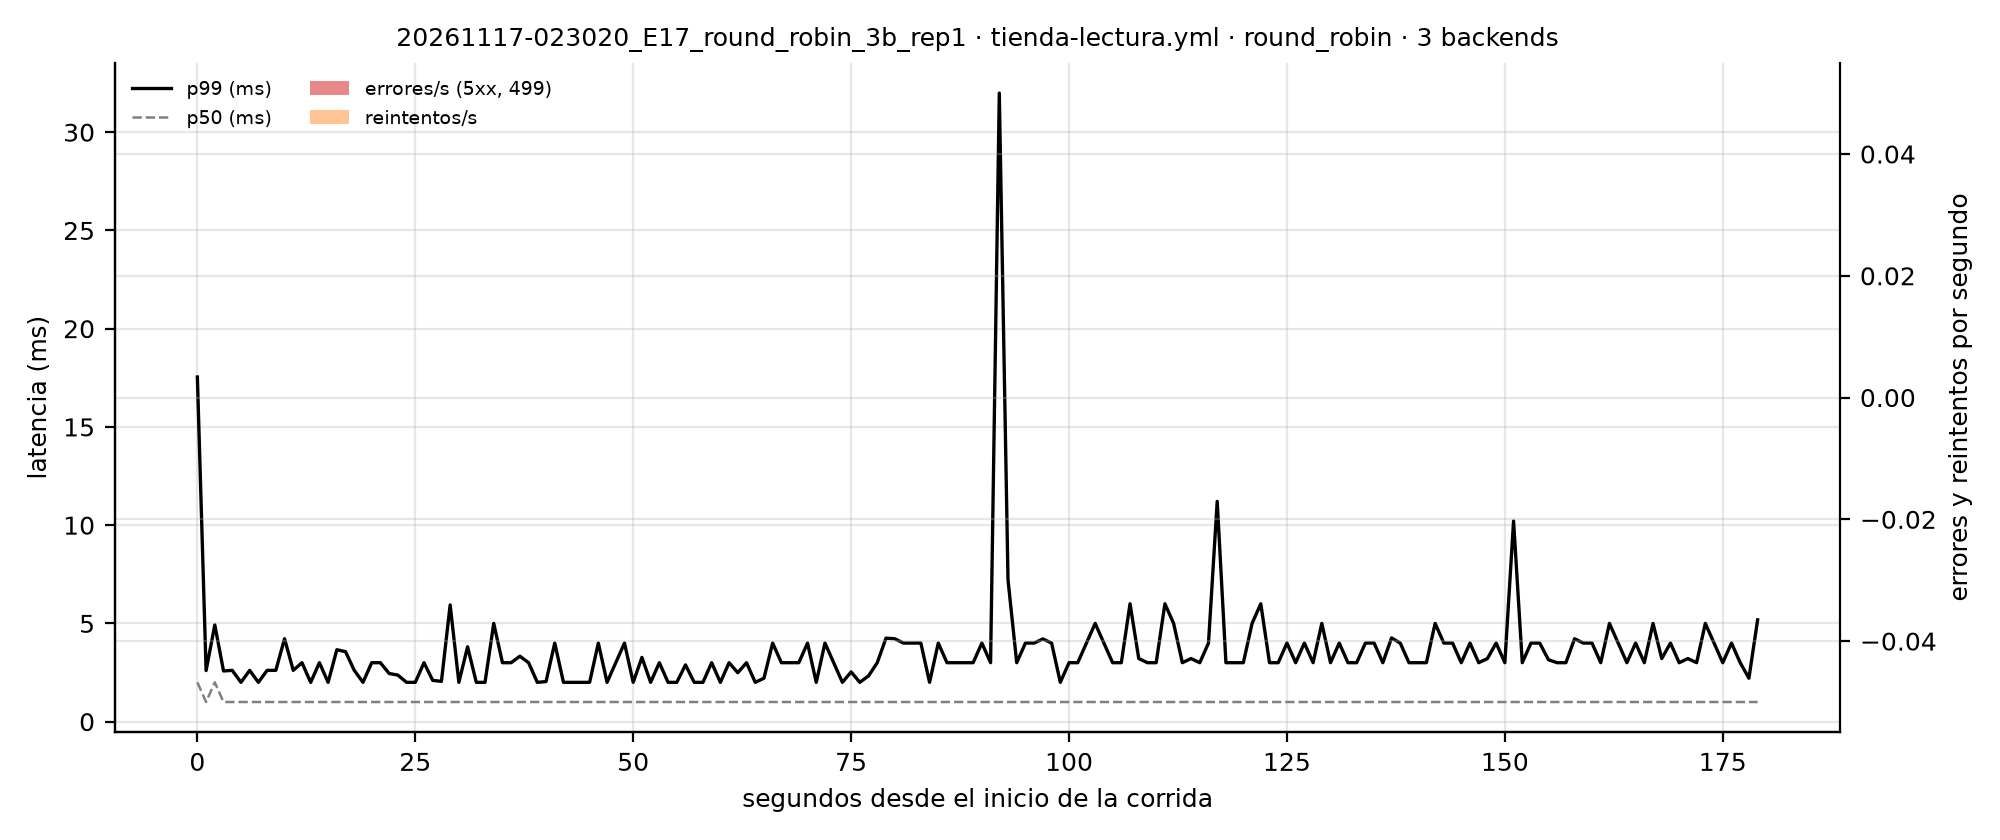 20261117-023020_E17_round_robin_3b_rep1 · tienda-lectura.yml · round_robin · 3 backends
p99 (ms)
p50 (ms)
errores/s (5xx, 499)
reintentos/s
latencia (ms)
30
25
20
15
10
5
0
0.04
0.02
0.00
−0.02
−0.04
errores y reintentos por segundo
0 25 50 75 100 125 150 175
segundos desde el inicio de la corrida